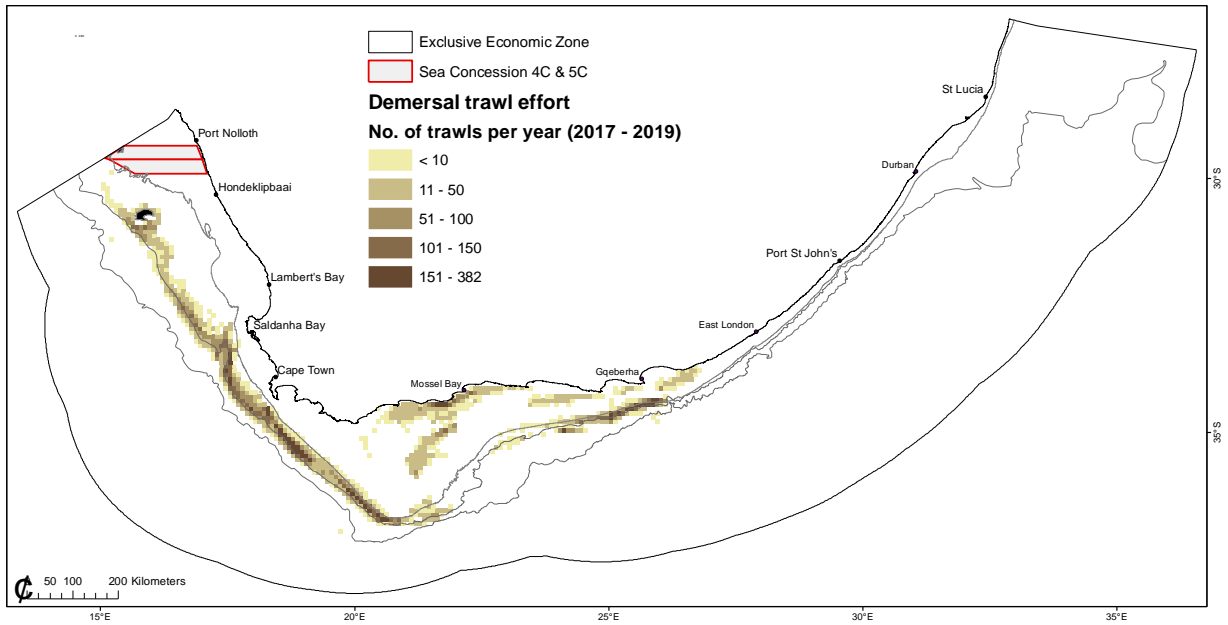 Exclusive Economic Zone
Sea Concession 4C & 5C
Demersal trawl effort
No. of trawls per year (2017 - 2019)
< 10
11 - 50
51 - 100
101 - 150
151 - 382
Port Nolloth
Hondeklipbaai
Lambert's Bay
Saldanha Bay
Cape Town
Mossel Bay
Gqeberha
East London
Port St John's
Durban
St Lucia
30°S
35°S
50 100 200 Kilometers
15°E 20°E 25°E 30°E 35°E